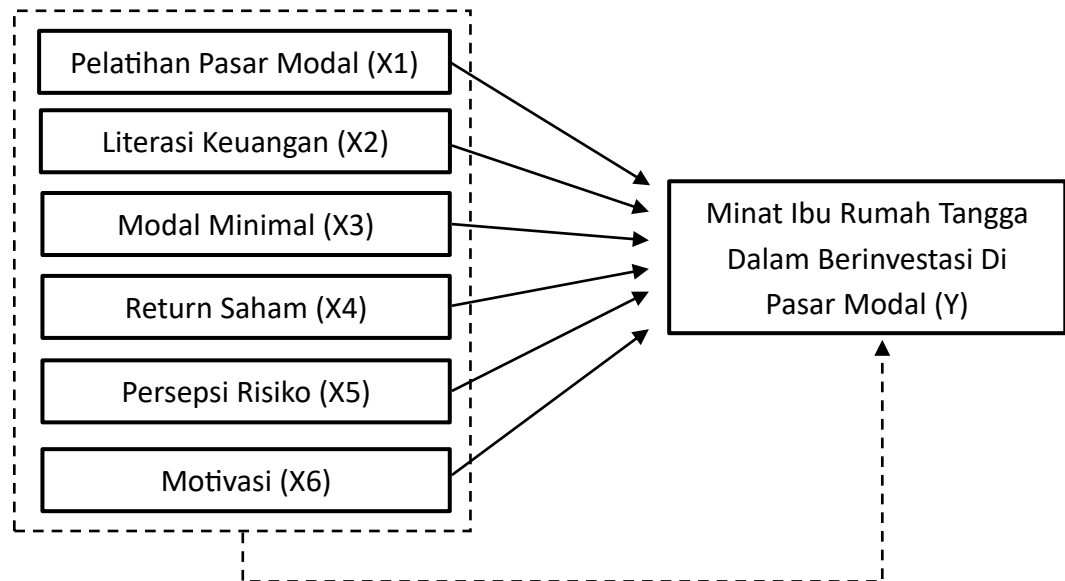 Pelatihan Pasar Modal (X1)
Literasi Keuangan (X2)
Modal Minimal (X3)
Return Saham (X4)
Persepsi Risiko (X5)
Motivasi (X6)
Minat Ibu Rumah Tangga
Dalam Berinvestasi Di
Pasar Modal (Y)